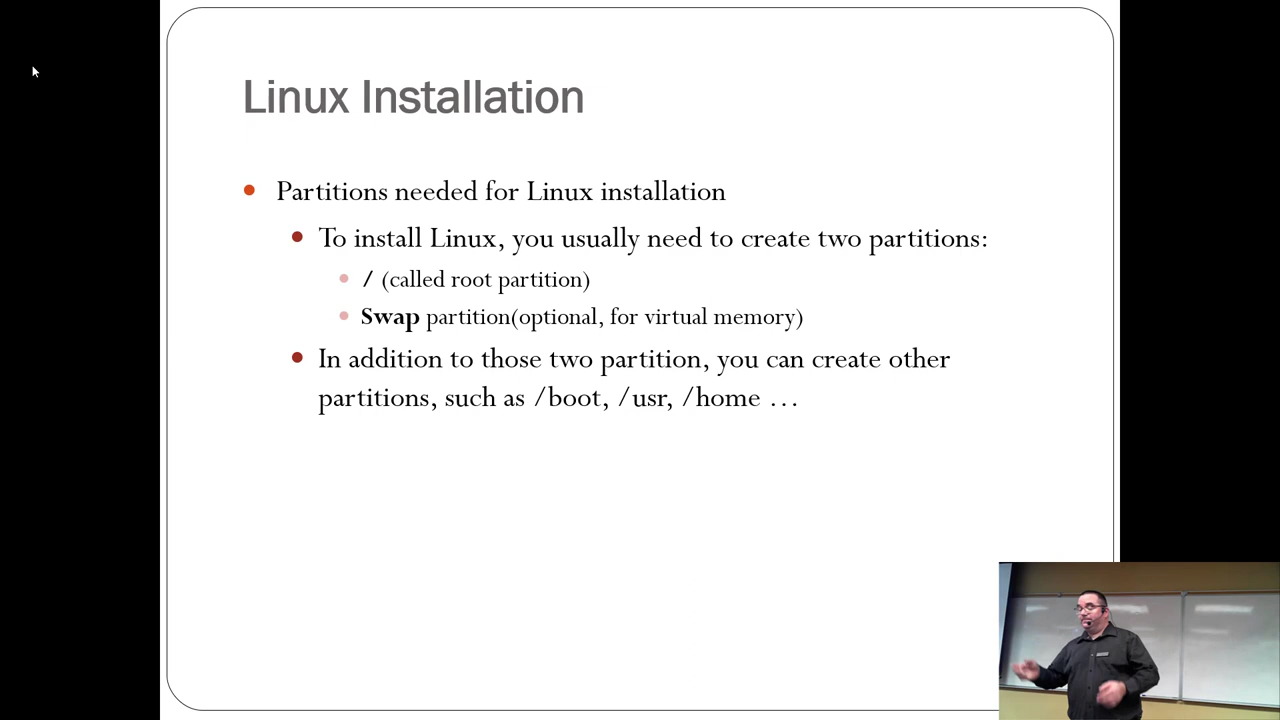 Linux Installation
Partitions needed for Linux installation
To install Linux, you usually need to create two partitions:
/ (called root partition)
Swap partition(optional, for virtual memory)
In addition to those two partition, you can create other
partitions, such as /boot, /usr, /home …